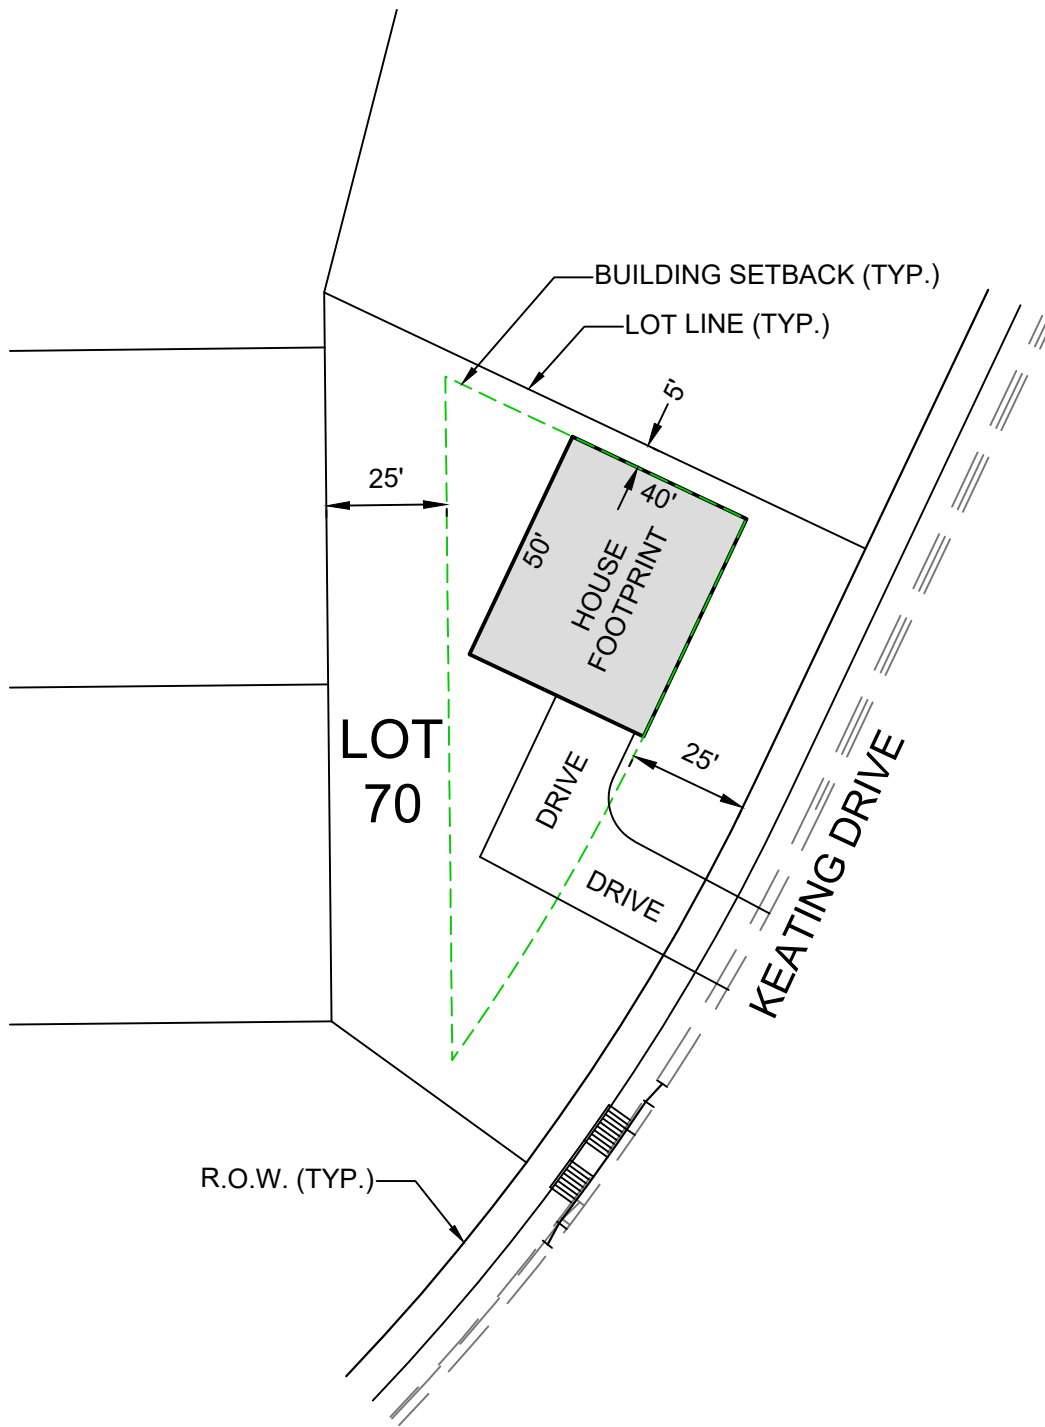 BUILDING SETBACK (TYP.)
LOT LINE (TYP.)
5'
25'
40'
50'
HOUSE
FOOTPRINT
LOT
70
25'
DRIVE
DRIVE
KEATING DRIVE
R.O.W. (TYP.)